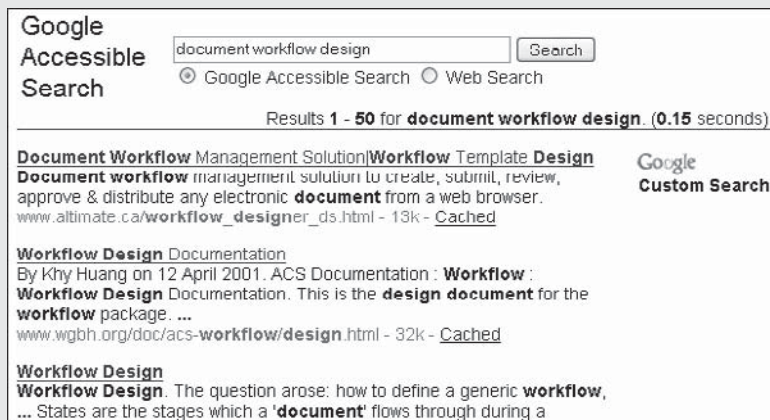 Google
Accessible
Search
document workflow design Search
Google Accessible Search Web Search
Results 1 - 50 for document workflow design. (0.15 seconds)
Document Workflow Management Solution|Workflow Template Design
Document workflow management solution to create, submit, review,
approve & distribute any electronic document from a web browser.
www.altimate.ca/workflow_designer_ds.html - 13k - Cached
Google
Custom Search
Workflow Design Documentation
By Khy Huang on 12 April 2001. ACS Documentation : Workflow :
Workflow Design Documentation. This is the design document for the
workflow package. ...
www.wgbh.org/doc/acs-workflow/design.html - 32k - Cached
Workflow Design
Workflow Design. The question arose: how to define a generic workflow,
... States are the stages which a 'document' flows through during a